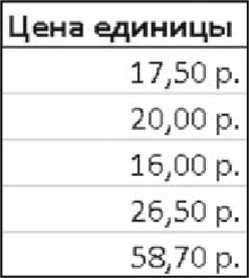 Цена единицы
17,50 р.
20,00 р.
16,00 р.
26,50 р.
58,70 р.